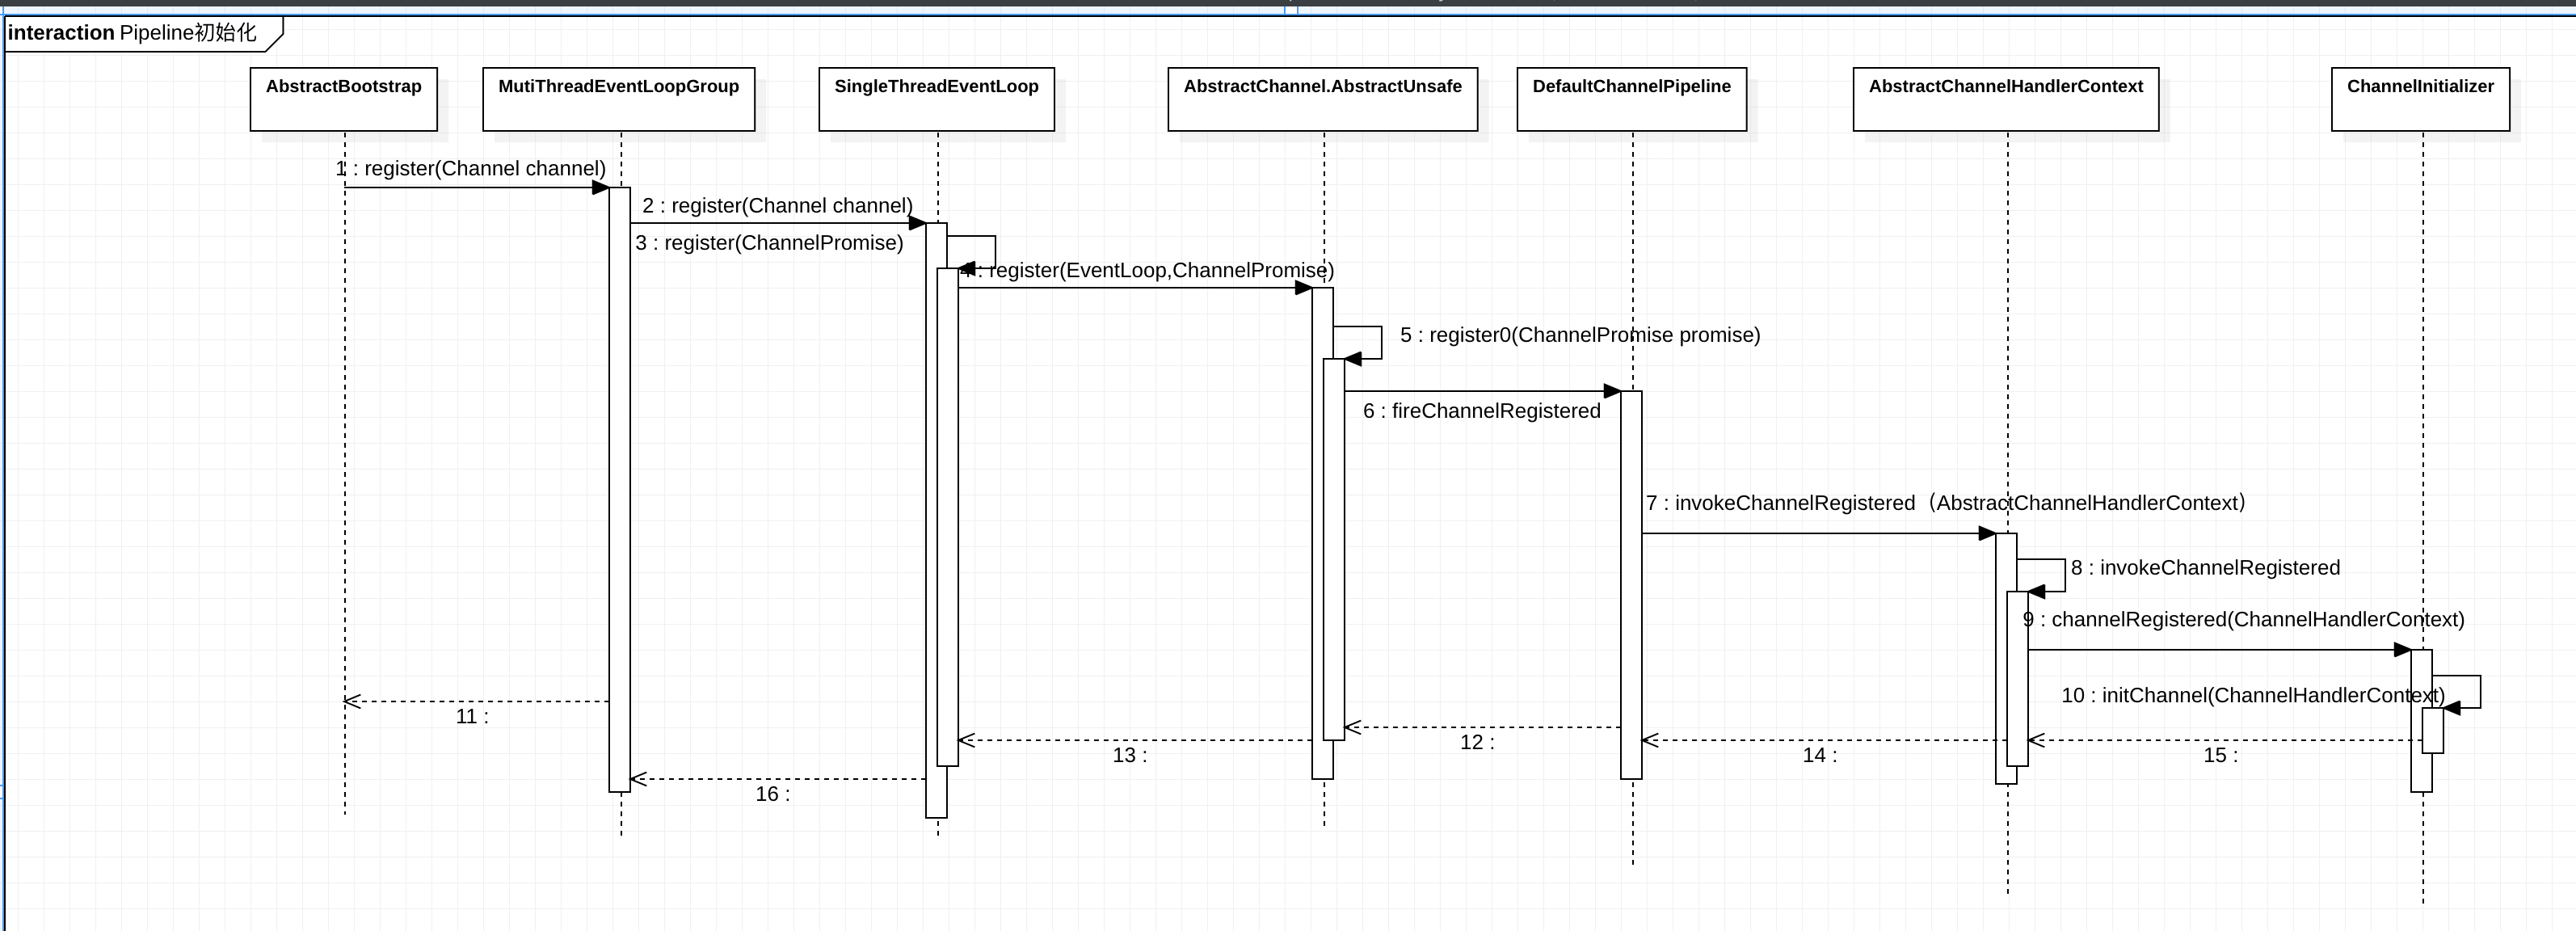 interaction Pipeline初始化
AbstractBootstrap
MutiThreadEventLoopGroup
SingleThreadEventLoop
AbstractChannel.AbstractUnsafe
DefaultChannelPipeline
AbstractChannelHandlerContext
ChannelInitializer
1 : register(Channel channel)
2 : register(Channel channel)
3 : register(ChannelPromise)
4 : register(EventLoop,ChannelPromise)
5 : register0(ChannelPromise promise)
6 : fireChannelRegistered
7 : invokeChannelRegistered（AbstractChannelHandlerContext）
8 : invokeChannelRegistered
9 : channelRegistered(ChannelHandlerContext)
10 : initChannel(ChannelHandlerContext)
11 :
12 :
13 :
14 :
15 :
16 :